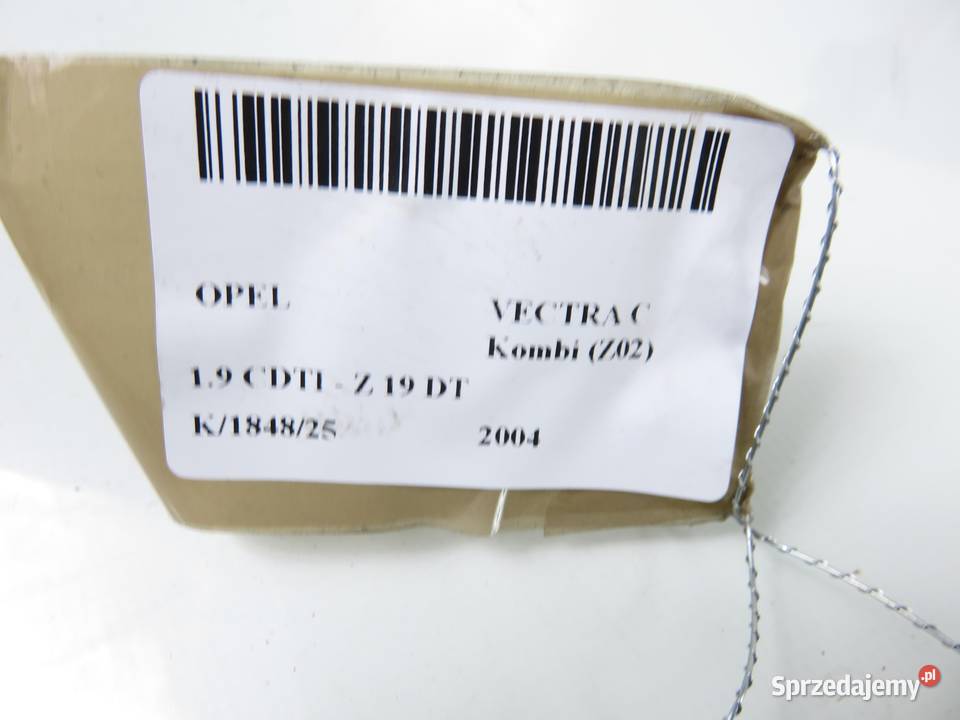 OPEL
VECTRA C
Kombi (Z02)
1.9 CDTI - Z 19 DT
K/1848/25
2004
Sprzedajemy.pl